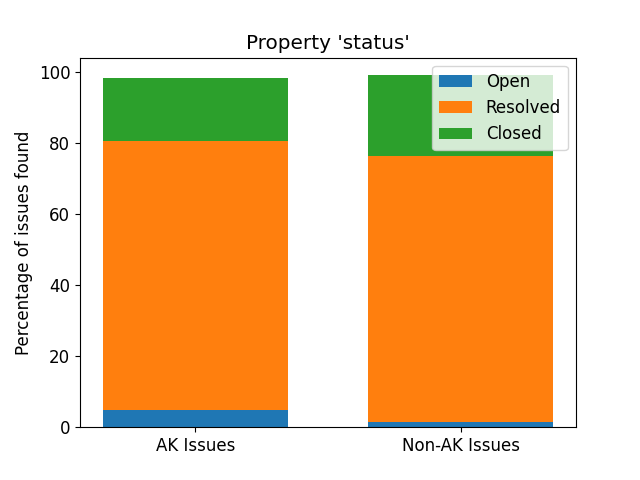 Property 'status'
Percentage of issues found
100
80
60
40
20
0
Open
Resolved
Closed
AK Issues
Non-AK Issues